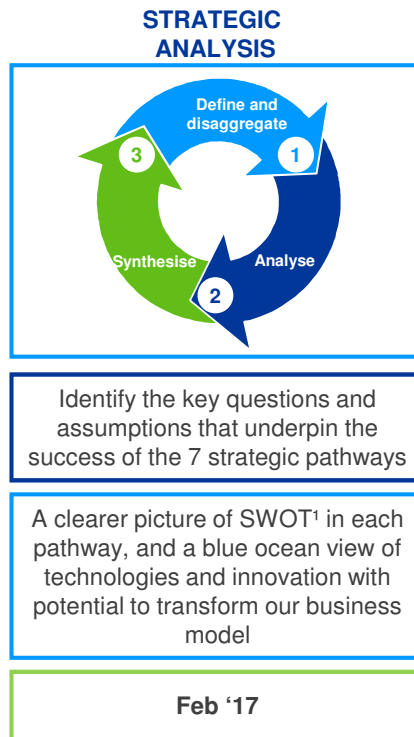 STRATEGIC
ANALYSIS
Define and
disaggregate
3
1
Synthesise
Analyse
2
Identify the key questions and
assumptions that underpin the
success of the 7 strategic pathways
A clearer picture of SWOT¹ in each
pathway, and a blue ocean view of
technologies and innovation with
potential to transform our business
model
Feb ‘17